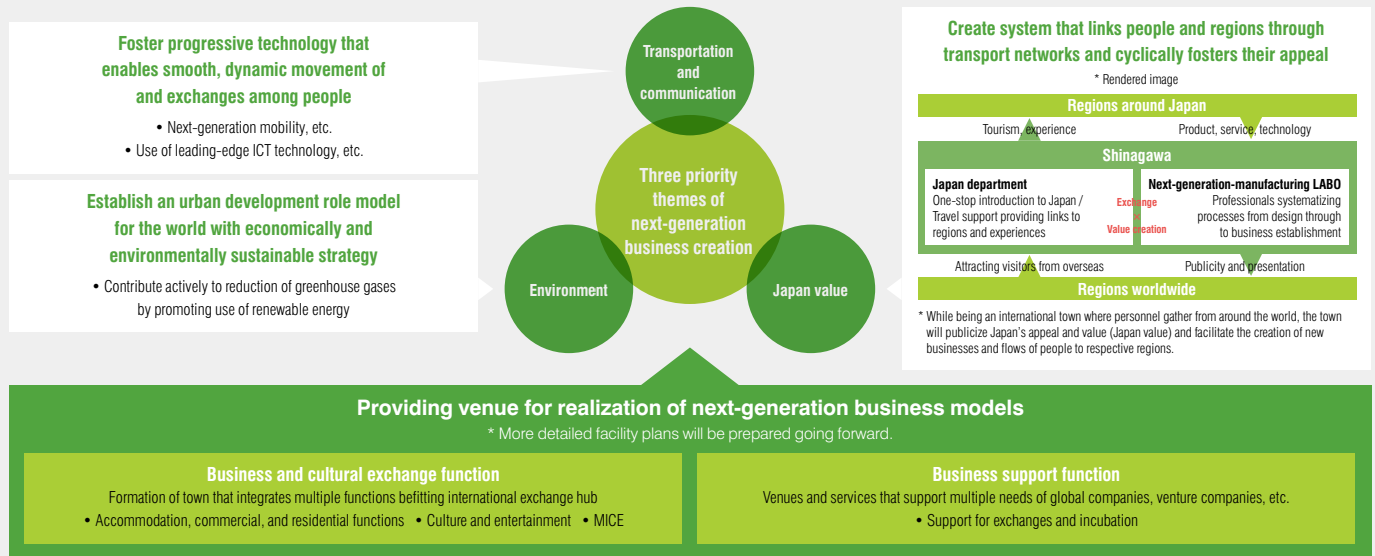 Foster progressive technology that
enables smooth, dynamic movement of
and exchanges among people
• Next-generation mobility, etc.
• Use of leading-edge ICT technology, etc.
Establish an urban development role model
for the world with economically and
environmentally sustainable strategy
• Contribute actively to reduction of greenhouse gases
by promoting use of renewable energy
Transportation
and
communication
Three priority
themes of
next-generation
business creation
Environment
Japan value
Create system that links people and regions through
transport networks and cyclically fosters their appeal
* Rendered image
Regions around Japan
Tourism, experience
Product, service, technology
Shinagawa
Japan department
One-stop introduction to Japan /
Travel support providing links to
regions and experiences
Exchange
×
Value creation
Next-generation-manufacturing LABO
Professionals systematizing
processes from design through
to business establishment
Attracting visitors from overseas
Publicity and presentation
Regions worldwide
* While being an international town where personnel gather from around the world, the town
will publicize Japan's appeal and value (Japan value) and facilitate the creation of new
businesses and flows of people to respective regions.
Providing venue for realization of next-generation business models
* More detailed facility plans will be prepared going forward.
Business and cultural exchange function
Formation of town that integrates multiple functions befitting international exchange hub
• Accommodation, commercial, and residential functions • Culture and entertainment • MICE
Business support function
Venues and services that support multiple needs of global companies, venture companies, etc.
• Support for exchanges and incubation